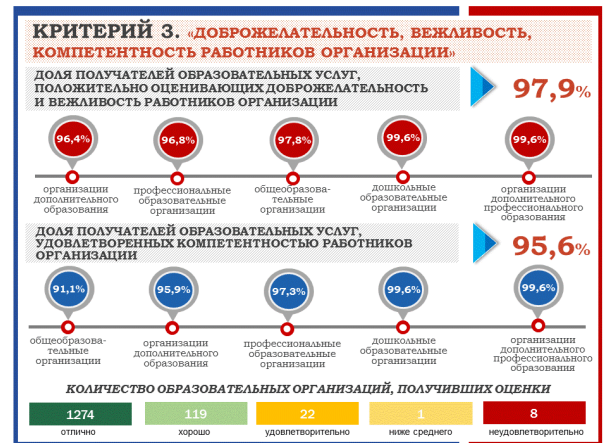 КРИТЕРИЙ 3. «ДОБРОЖЕЛАТЕЛЬНОСТЬ, ВЕЖЛИВОСТЬ,
КОМПЕТЕНТНОСТЬ РАБОТНИКОВ ОРГАНИЗАЦИИ»
ДОЛЯ ПОЛУЧАТЕЛЕЙ ОБРАЗОВАТЕЛЬНЫХ УСЛУГ,
ПОЛОЖИТЕЛЬНО ОЦЕНИВАЮЩИХ ДОБРОЖЕЛАТЕЛЬНОСТЬ
И ВЕЖЛИВОСТЬ РАБОТНИКОВ ОРГАНИЗАЦИИ
97,9%
96,4%
96,8%
97,8%
99,6%
99,6%
организации
дополнительного
образования
профессиональные
образовательные
организации
общеобразова-
тельные
организации
дошкольные
образовательные
организации
организации
дополнительного
профессионального
образования
ДОЛЯ ПОЛУЧАТЕЛЕЙ ОБРАЗОВАТЕЛЬНЫХ УСЛУГ,
УДОВЛЕТВОРЕННЫХ КОМПЕТЕНТНОСТЬЮ РАБОТНИКОВ
ОРГАНИЗАЦИИ
95,6%
91,1%
95,9%
97,3%
99,6%
99,6%
общеобразова-
тельные
организации
организации
дополнительного
образования
профессиональные
образовательные
организации
дошкольные
образовательные
организации
организации
дополнительного
профессионального
образования
КОЛИЧЕСТВО ОБРАЗОВАТЕЛЬНЫХ ОРГАНИЗАЦИЙ, ПОЛУЧИВШИХ ОЦЕНКИ
1274
119
22
1
8
отлично
хорошо
удовлетворительно
ниже среднего
неудовлетворительно